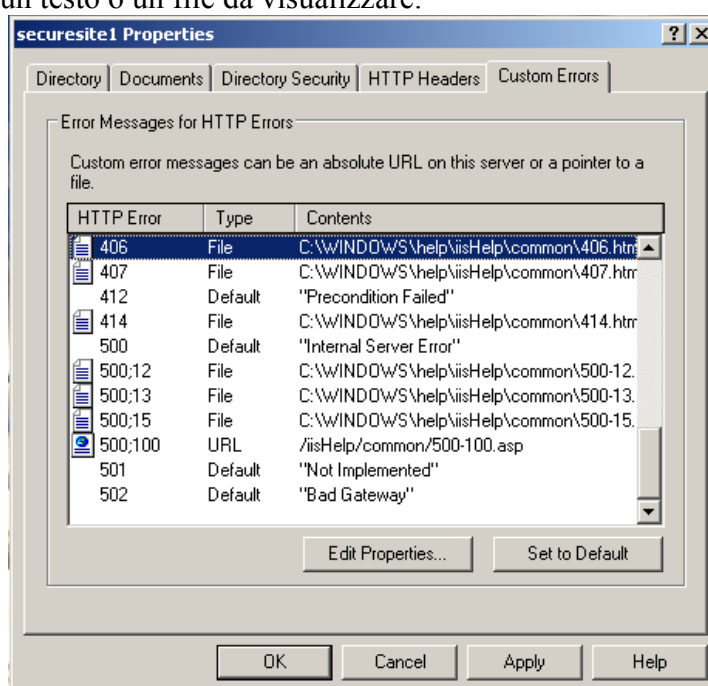 un testo o un file da visualizzare.
securesite1 Properties
Directory Documents Directory Security HTTP Headers Custom Errors
Error Messages for HTTP Errors
Custom error messages can be an absolute URL on this server or a pointer to a
file.
HTTP Error Type Contents
406 File C:\WINDOWS\help\iisHelp\common\406.htm
407 File C:\WINDOWS\help\iisHelp\common\407.htm
412 Default "Precondition Failed"
414 File C:\WINDOWS\help\iisHelp\common\414.htm
500 Default "Internal Server Error"
500;12 File C:\WINDOWS\help\iisHelp\common\500-12.
500;13 File C:\WINDOWS\help\iisHelp\common\500-13.
500;15 File C:\WINDOWS\help\iisHelp\common\500-15.
500;100 URL /iisHelp/common/500-100.asp
501 Default "Not Implemented"
502 Default "Bad Gateway"
Edit Properties... Set to Default
OK Cancel Apply Help